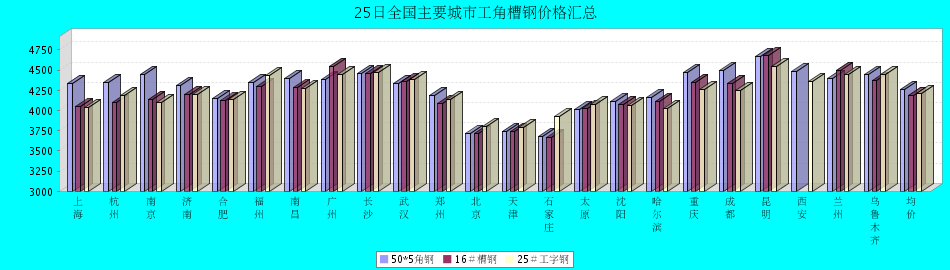 25日全国主要城市工角槽钢价格汇总
4750
4500
4250
4000
3750
3500
3250
3000
上海
杭州
南京
济南
合肥
福州
南昌
广州
长沙
武汉
郑州
北京
天津
石家庄
太原
沈阳
哈尔滨
重庆
成都
昆明
西安
兰州
乌鲁木齐
均价
50*5角钢
16#槽钢
25#工字钢